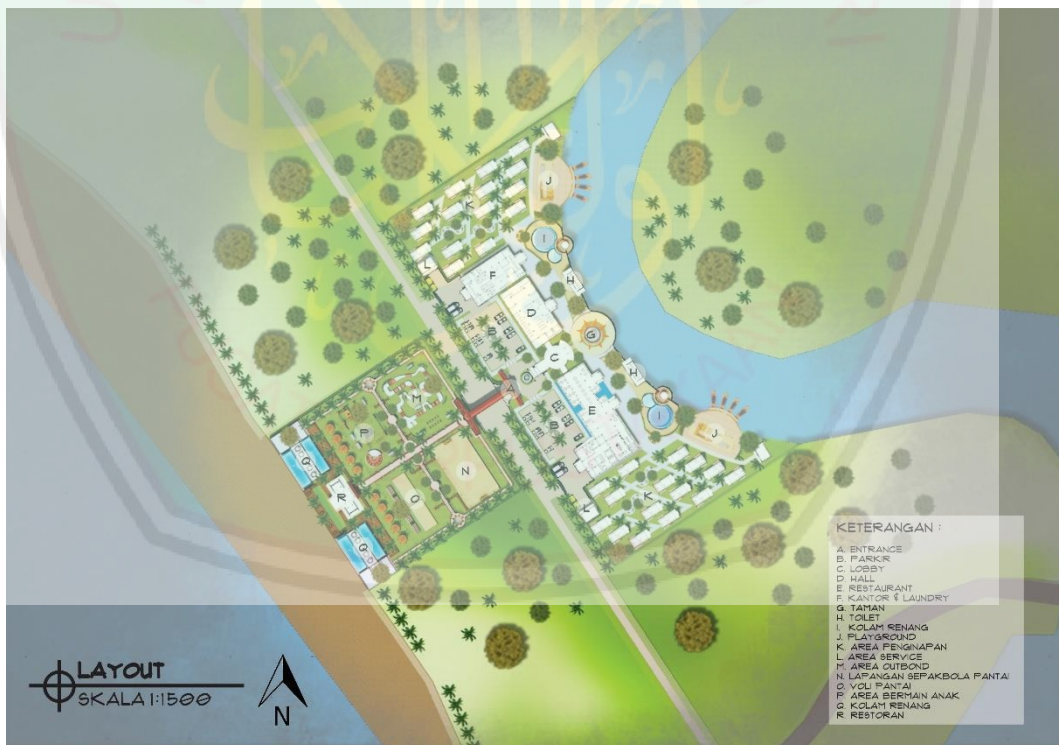 J
K
I
L
F
H
D
G
C
A
H
M
E
I
P
J
N
Q
R
O
K
Q
L
KETERANGAN :
A. ENTRANCE
B. PARKIR
C. LOBBY
D. HALL
E. RESTAURANT
F. KANTOR & LAUNDRY
G. TAMAN
H. TOILET
I. KOLAM RENANG
J. PLAYGROUND
K. AREA PENGINAPAN
L. AREA SERVICE
M. AREA OUTBOND
N. LAPANGAN SEPAKBOLA PANTAI
O. VOLI PANTAI
P. AREA BERMAIN ANAK
Q. KOLAM RENANG
R. RESTORAN
LAYOUT
SKALA 1:1500
N